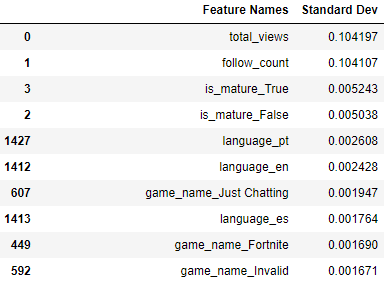 Feature Names Standard Dev
0 total_views 0.104197
1 follow_count 0.104107
3 is_mature_True 0.005243
2 is_mature_False 0.005038
1427 language_pt 0.002608
1412 language_en 0.002428
607 game_name_Just Chatting 0.001947
1413 language_es 0.001764
449 game_name_Fortnite 0.001690
592 game_name_Invalid 0.001671